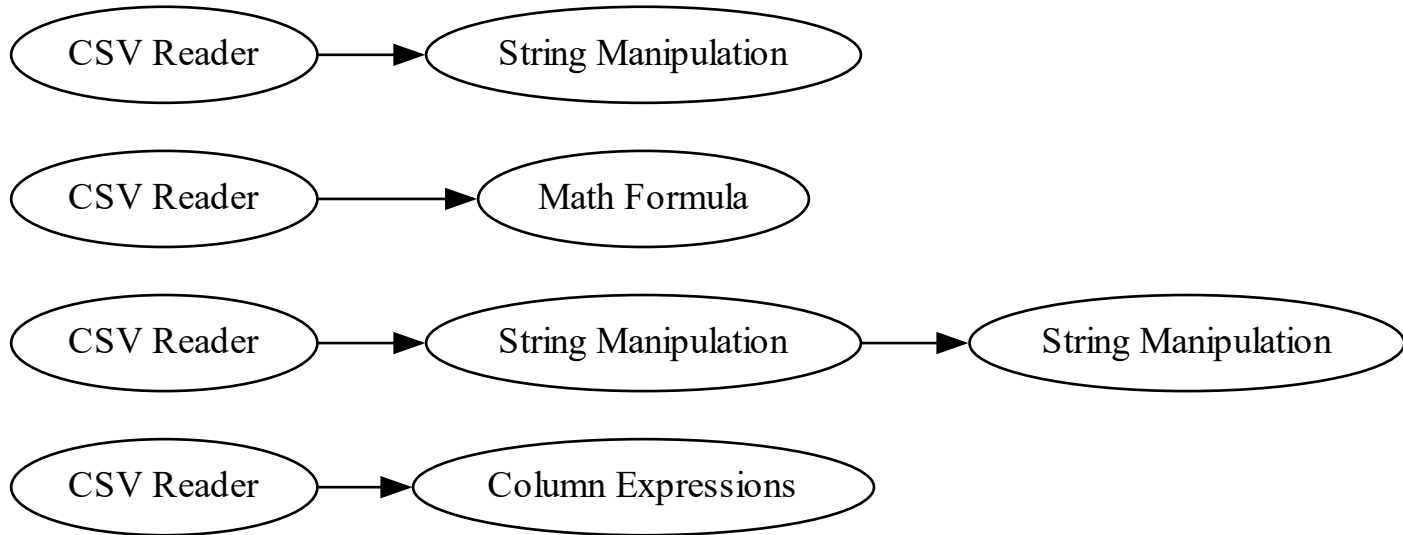 CSV Reader String Manipulation
CSV Reader Math Formula
CSV Reader String Manipulation String Manipulation
CSV Reader Column Expressions